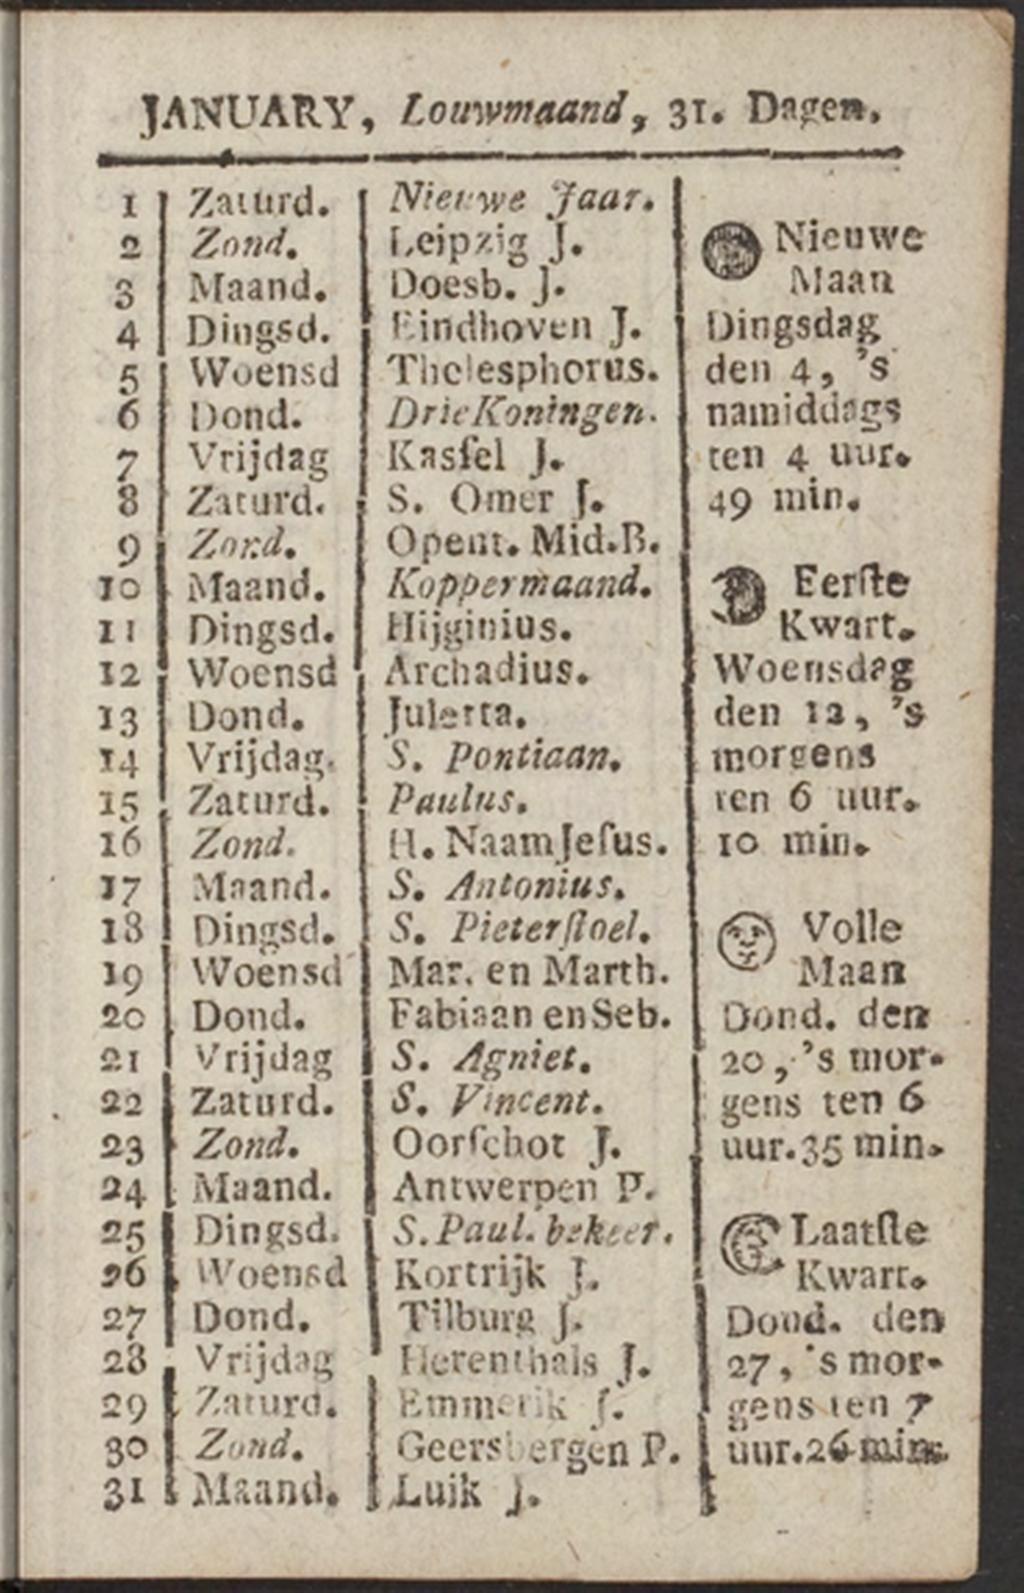 JANUARY, Louwmaand, 31. Dagen.
1 Zaturd. Nieuwe Jaar.
2 Zond. Leipzig J.
3 Maand. Doesb. J.
4 Dingsd. Eindhoven J.
5 Woensd Thelesphorus.
6 Dond. Drie Koningen.
7 Vrijdag Kasſel J.
8 Zaturd. S. Omer J.
9 Zond. Opent. Mid.B.
10 Maand. Koppermaand.
11 Dingsd. Hijginius.
12 Woensd Archadius.
13 Dond. Juletta.
14 Vrijdag. S. Pontiaan.
15 Zaturd. Paulus.
16 Zond. H. Naam Jeſus.
17 Maand. S. Antonius.
18 Dingsd. S. Pieterſtoel.
19 Woensd Mar. en Marth.
20 Dond. Fabiaan en Seb.
21 Vrijdag S. Agniet.
22 Zaturd. S. Vincent.
23 Zond. Oorſchot J.
24 Maand. Antwerpen P.
25 Dingsd. S. Paul. bekeer.
26 Woensd Kortrijk J.
27 Dond. Tilburg J.
28 Vrijdag Herenthals J.
29 Zaturd. Emmerik J.
30 Zond. Geersbergen P.
31 Maand. Luik J.
Nieuwe
Maan
Dingsdag
den 4, 's
namiddags
ten 4 uur.
49 min.
Eerſte
Kwart.
Woensdag
den 12, 's
morgens
ten 6 uur.
10 min.
Volle
Maan
Dond. den
20, 's mor-
gens ten 6
uur. 35 min.
Laatſte
Kwart.
Dond. den
27, 's mor-
gens ten 7
uur. 26 min.